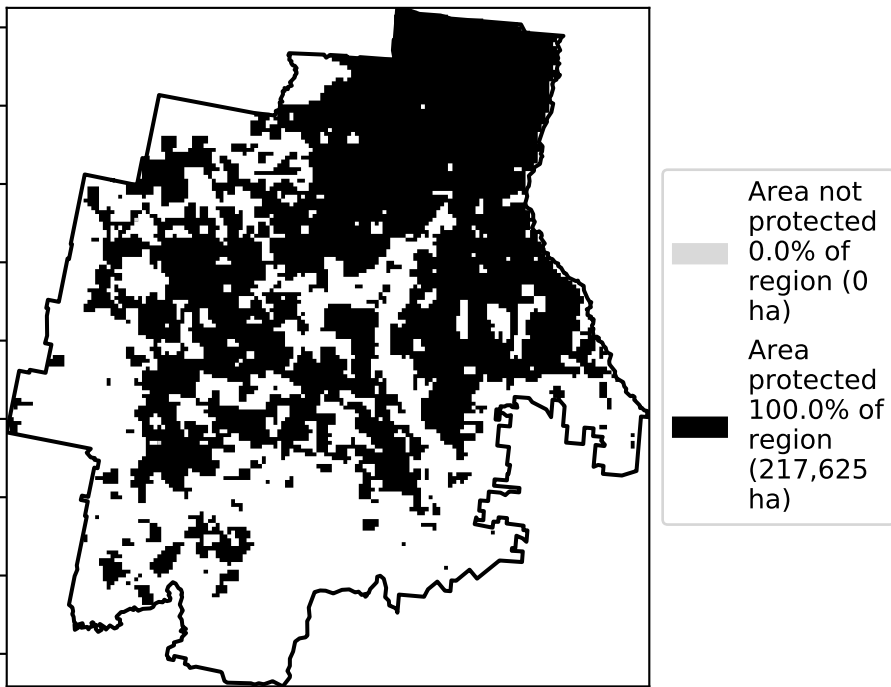 Area not
protected
0.0% of
region (0
ha)
Area
protected
100.0% of
region
(217,625
ha)